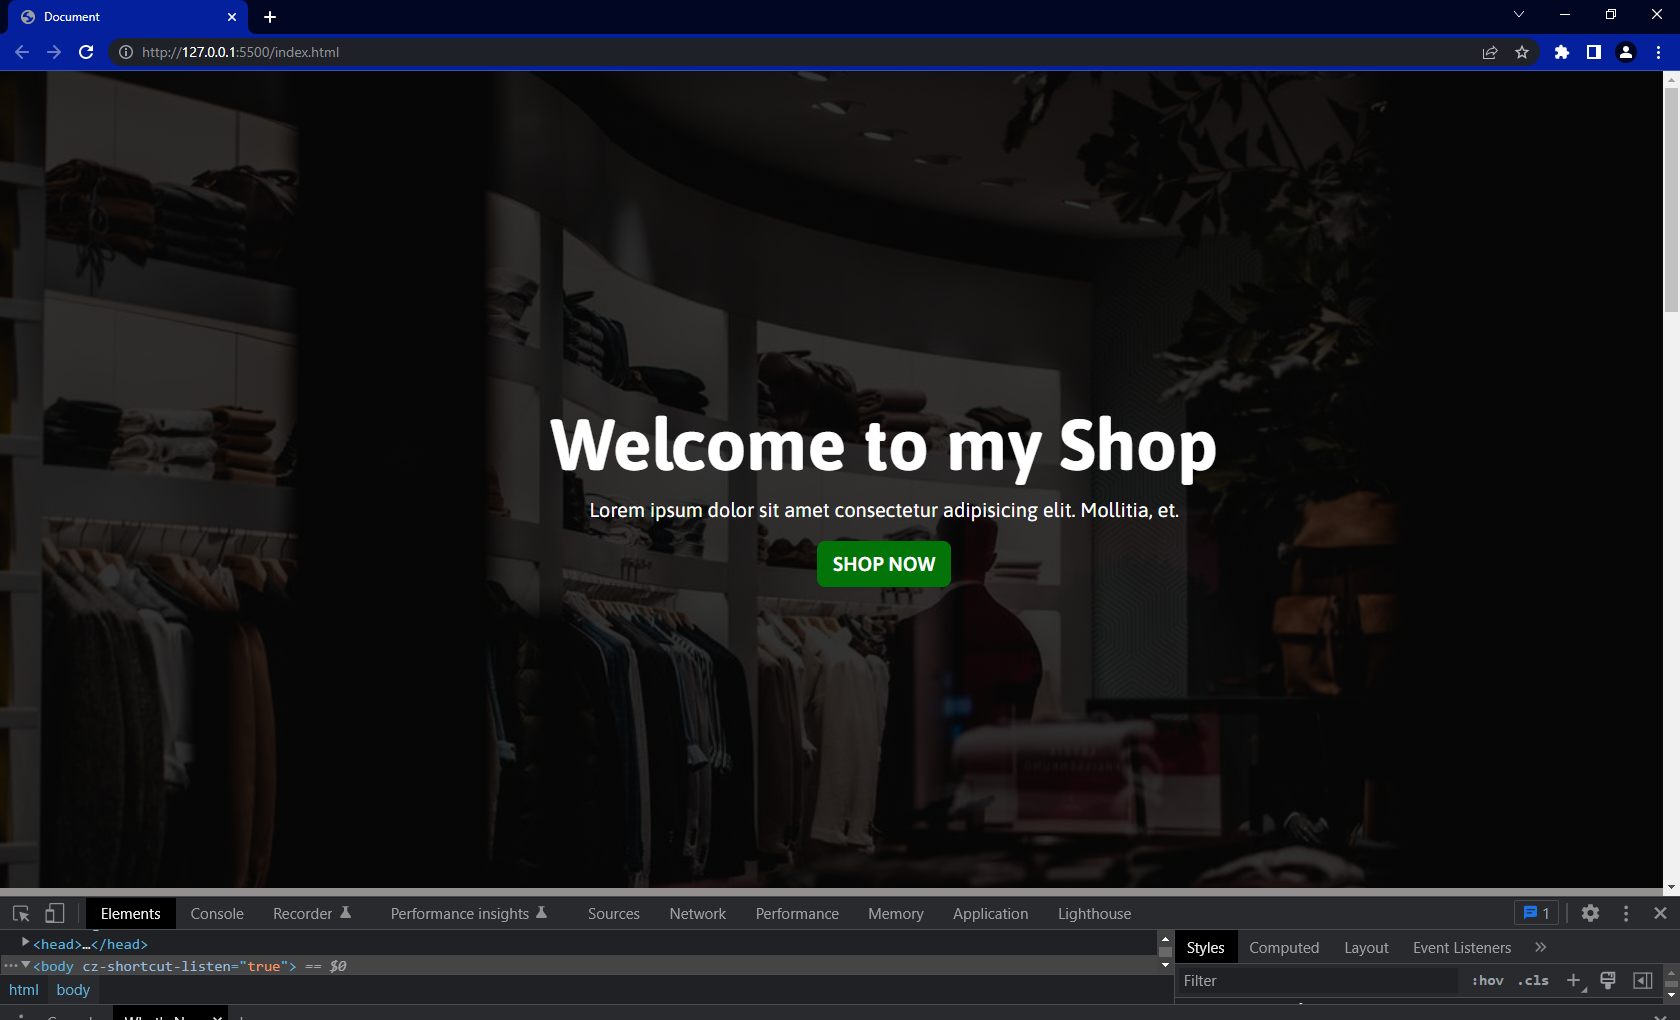 Document
http://127.0.0.1:5500/index.html
Welcome to my Shop
Lorem ipsum dolor sit amet consectetur adipisicing elit. Mollitia, et.
SHOP NOW
Elements Console Recorder Performance insights Sources Network Performance Memory Application Lighthouse 1
<head>…</head>
<body cz-shortcut-listen="true"> == $0
html body
Styles Computed Layout Event Listeners
Filter :hov .cls